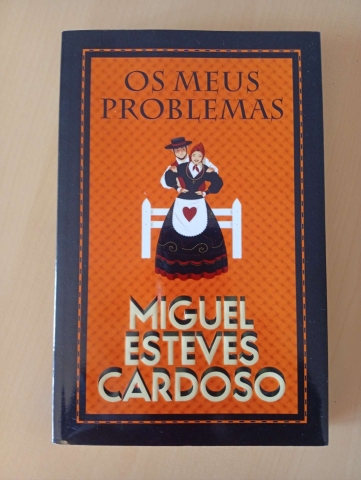 OS MEUS
PROBLEMAS
MIGUEL
ESTEVES
CARDOSO